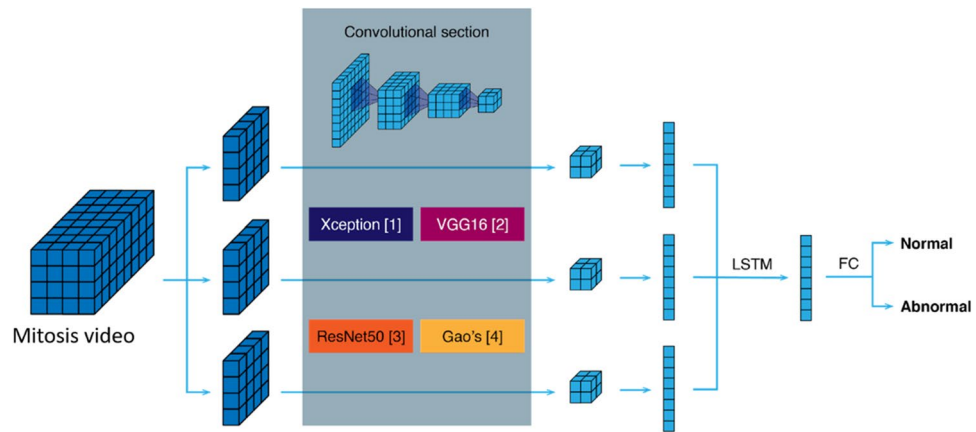 Convolutional section
Xception [1]
VGG16 [2]
ResNet50 [3]
Gao's [4]
Mitosis video
LSTM
FC
Normal
Abnormal